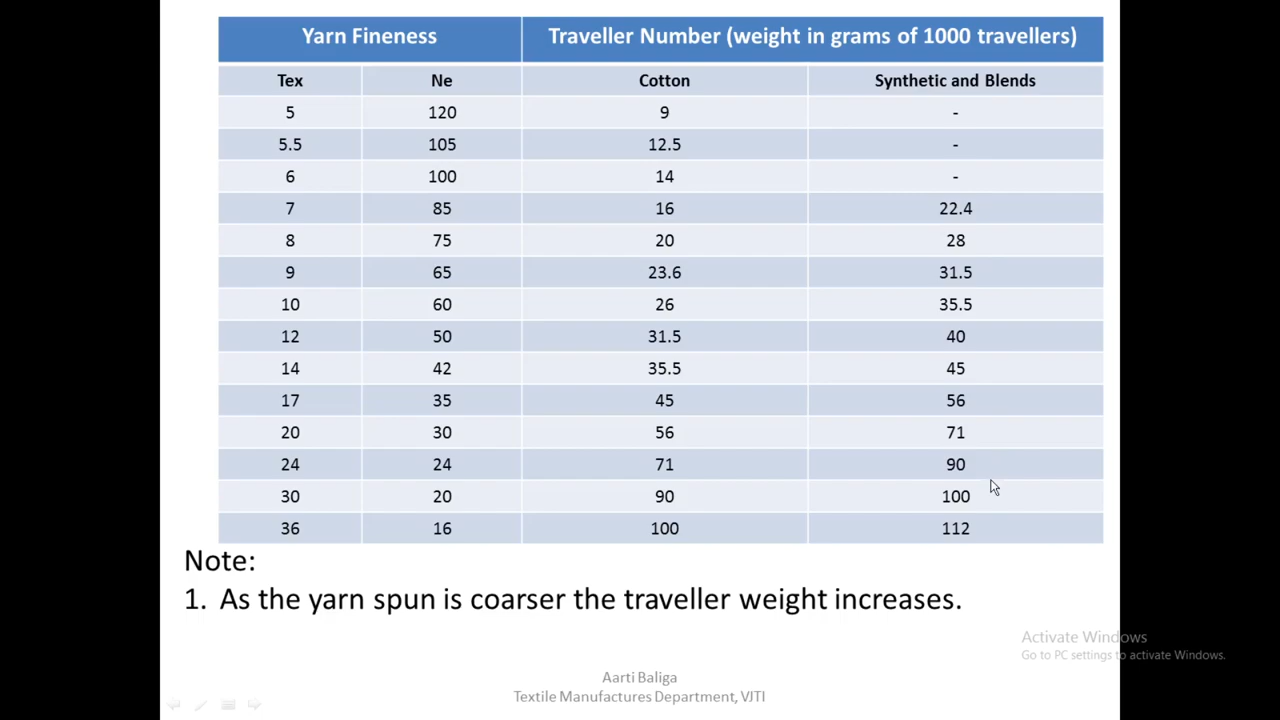 Yarn Fineness Traveller Number (weight in grams of 1000 travellers)
Tex Ne Cotton Synthetic and Blends
5 120 9 -
5.5 105 12.5 -
6 100 14 -
7 85 16 22.4
8 75 20 28
9 65 23.6 31.5
10 60 26 35.5
12 50 31.5 40
14 42 35.5 45
17 35 45 56
20 30 56 71
24 24 71 90
30 20 90 100
36 16 100 112
Note:
1. As the yarn spun is coarser the traveller weight increases.
Activate Windows
Go to PC settings to activate Windows.
Aarti Baliga
Textile Manufactures Department, VJTI